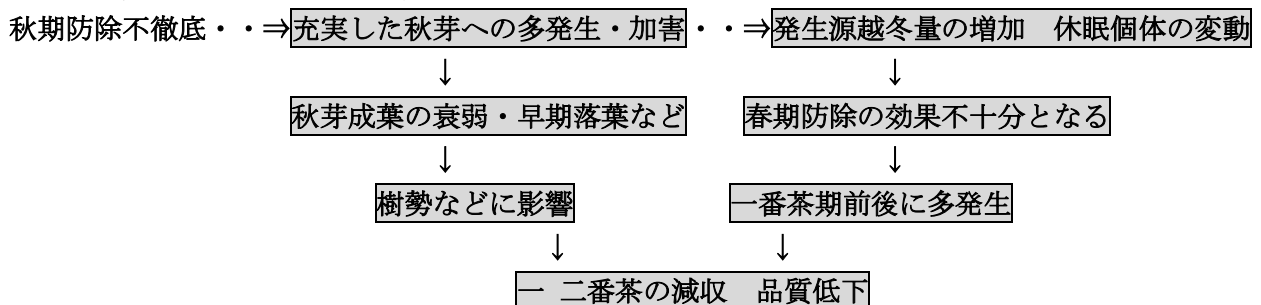 秋期防除不徹底・・⇒充実した秋芽への多発生・加害・・⇒発生源越冬量の増加　休眠個体の変動
↓　↓
秋芽成葉の衰弱・早期落葉など　春期防除の効果不十分となる
↓　↓
樹勢などに影響　一番茶期前後に多発生
↓　↓
一 二番茶の減収　品質低下